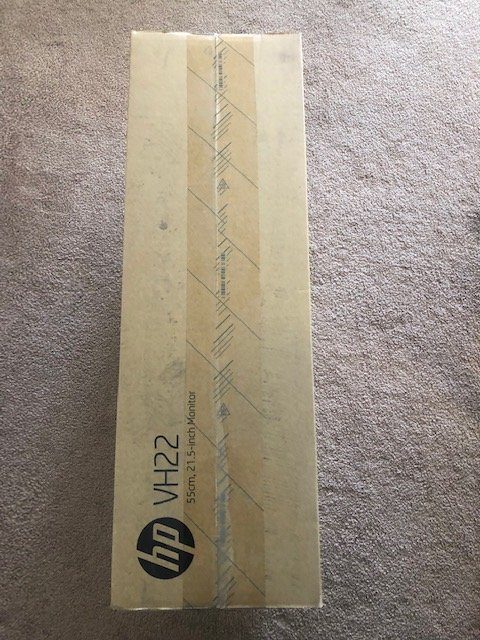 hp VH22
55cm, 21.5-inch Monitor